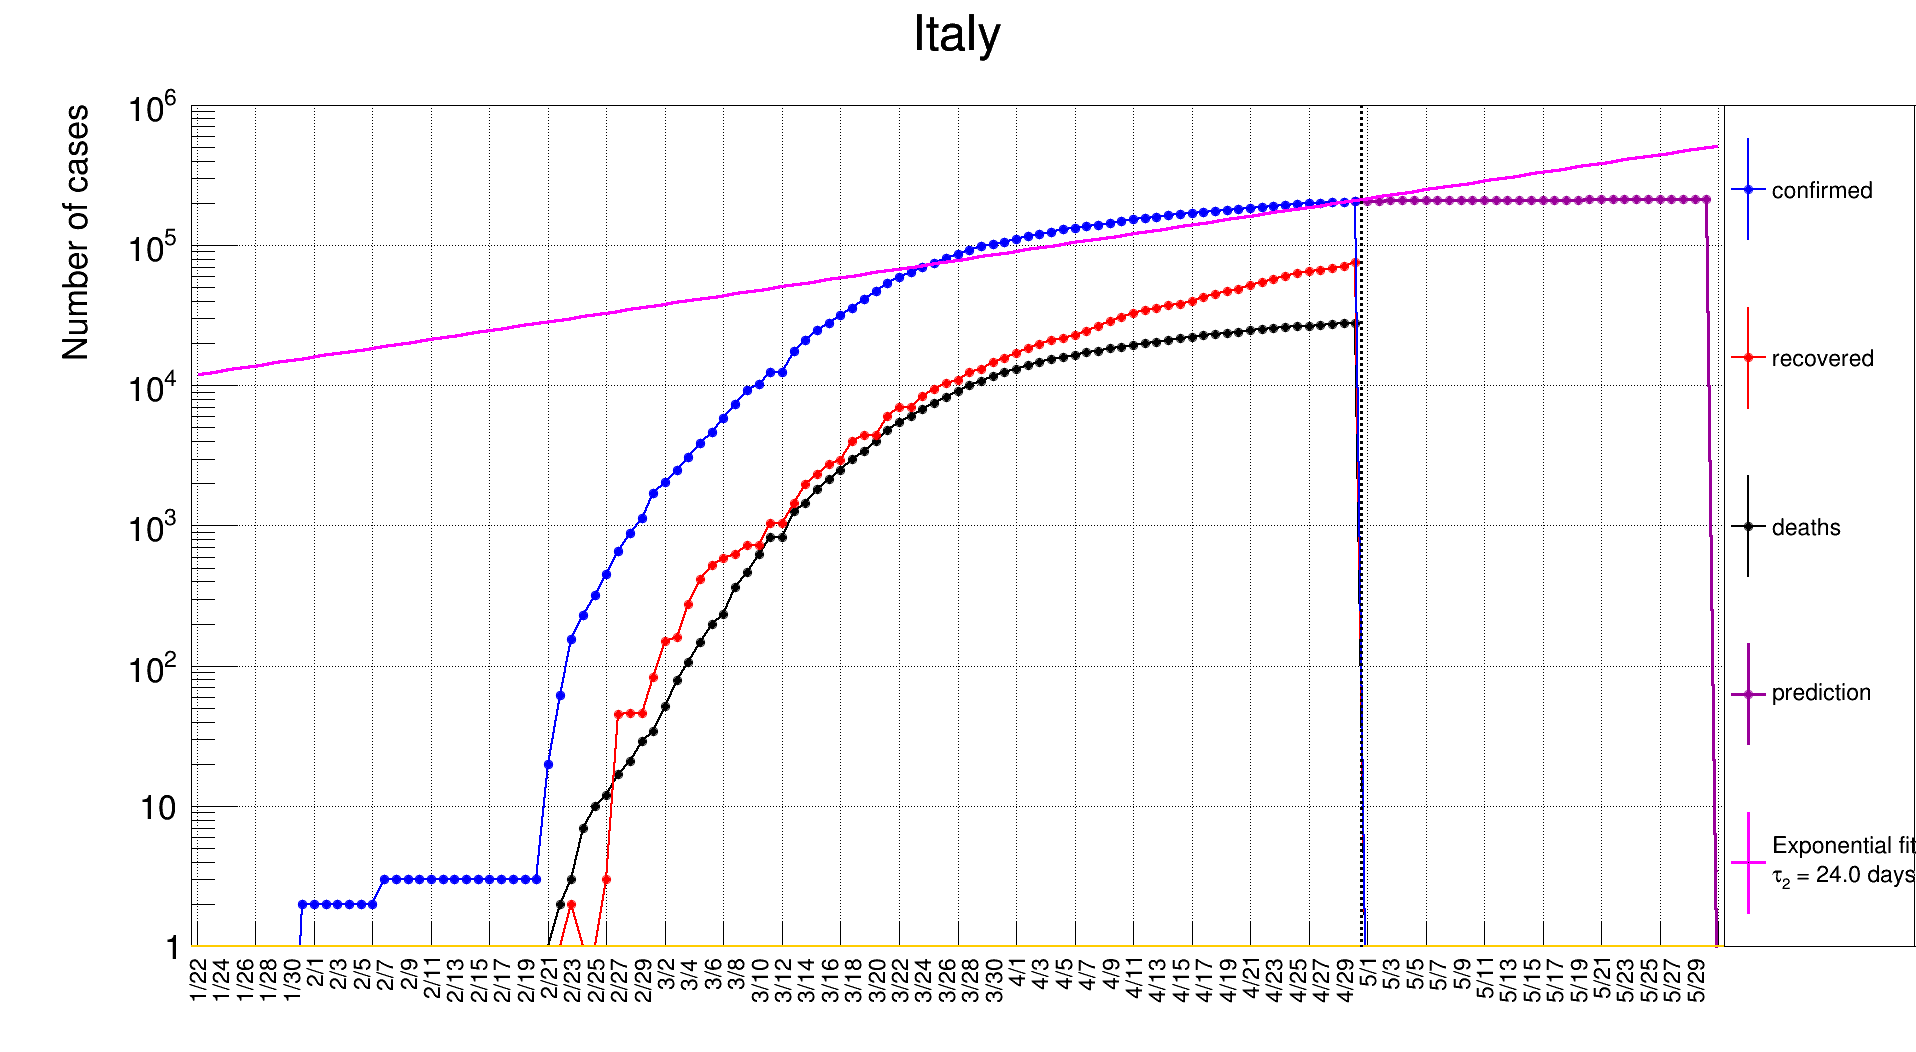 Italy
Number of cases
10^6
10^5
10^4
10^3
10^2
10
1
1/22 1/24 1/26 1/28 1/30 2/1 2/3 2/5 2/7 2/9 2/11 2/13 2/15 2/17 2/19 2/21 2/23 2/25 2/27 2/29 3/2 3/4 3/6 3/8 3/10 3/12 3/14 3/16 3/18 3/20 3/22 3/24 3/26 3/28 3/30 4/1 4/3 4/5 4/7 4/9 4/11 4/13 4/15 4/17 4/19 4/21 4/23 4/25 4/27 4/29 5/1 5/3 5/5 5/7 5/9 5/11 5/13 5/15 5/17 5/19 5/21 5/23 5/25 5/27 5/29
confirmed
recovered
deaths
prediction
Exponential fit
τ₂ = 24.0 days